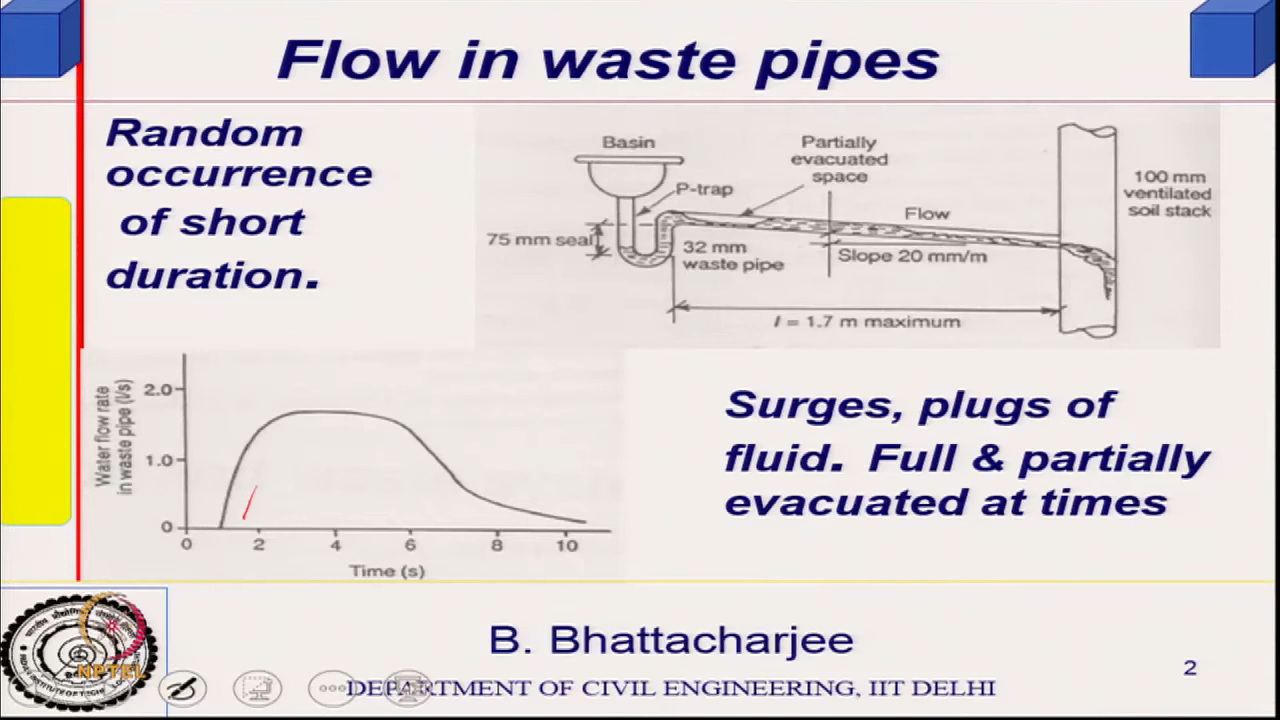 Flow in waste pipes
Random
occurrence
of short
duration.
Basin
P-trap
Partially
evacuated
space
Flow
100 mm
ventilated
soil stack
75 mm seal
32 mm
waste pipe
Slope 20 mm/m
l = 1.7 m maximum
Water flow rate
in waste pipe (l/s)
2.0
1.0
0
0 2 4 6 8 10
Time (s)
Surges, plugs of
fluid. Full & partially
evacuated at times
NPTEL
B. Bhattacharjee
DEPARTMENT OF CIVIL ENGINEERING, IIT DELHI
2